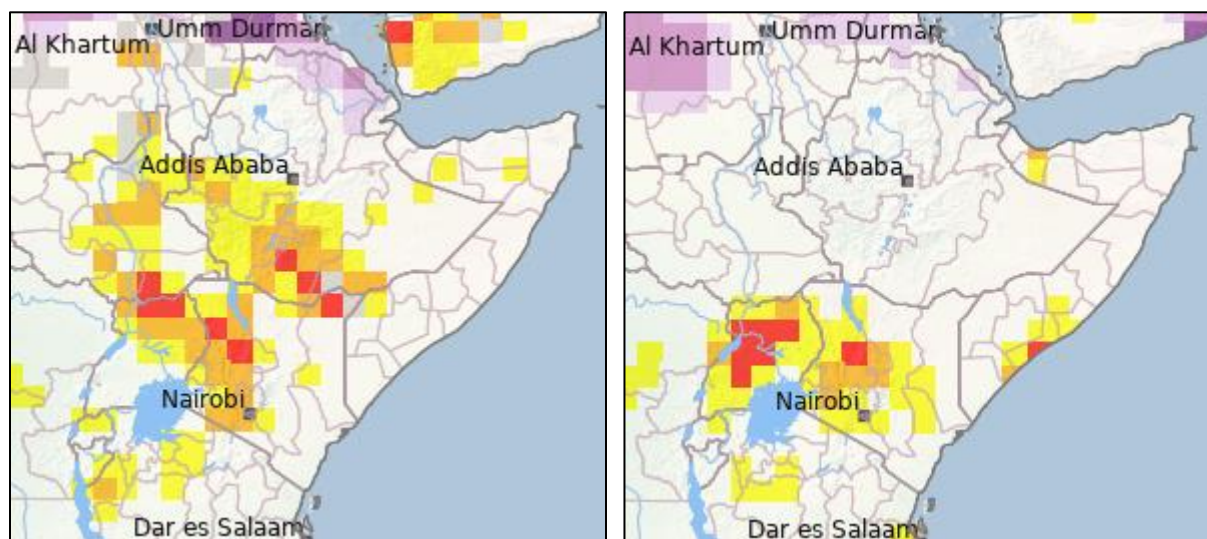 Umm Durman
Al Khartum
Addis Ababa
Nairobi
Dar es Salaam
Umm Durman
Al Khartum
Addis Ababa
Nairobi
Dar es Salaam